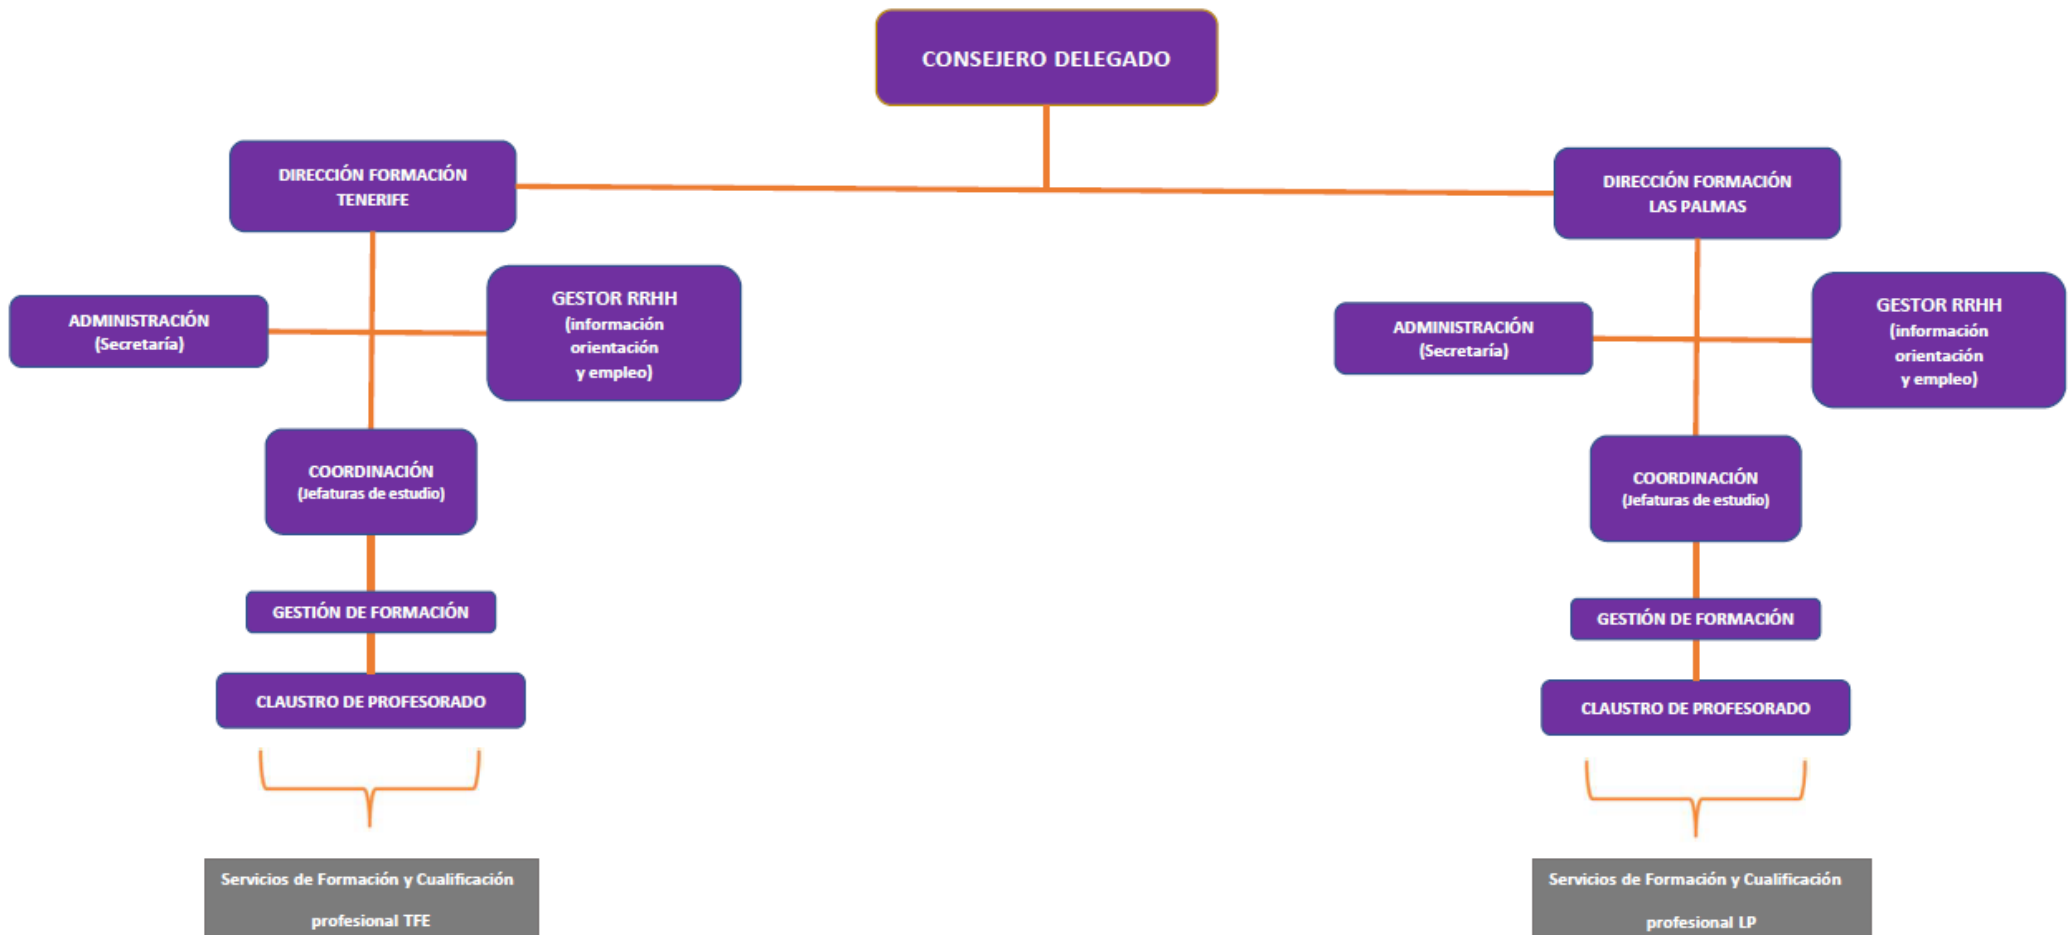 CONSEJERO DELEGADO
DIRECCIÓN FORMACIÓN
TENERIFE
DIRECCIÓN FORMACIÓN
LAS PALMAS
ADMINISTRACIÓN
(Secretaría)
GESTOR RRHH
(información
orientación
y empleo)
ADMINISTRACIÓN
(Secretaría)
GESTOR RRHH
(información
orientación
y empleo)
COORDINACIÓN
(Jefaturas de estudio)
COORDINACIÓN
(Jefaturas de estudio)
GESTIÓN DE FORMACIÓN
GESTIÓN DE FORMACIÓN
CLAUSTRO DE PROFESORADO
CLAUSTRO DE PROFESORADO
Servicios de Formación y Cualificación
profesional TFE
Servicios de Formación y Cualificación
profesional LP